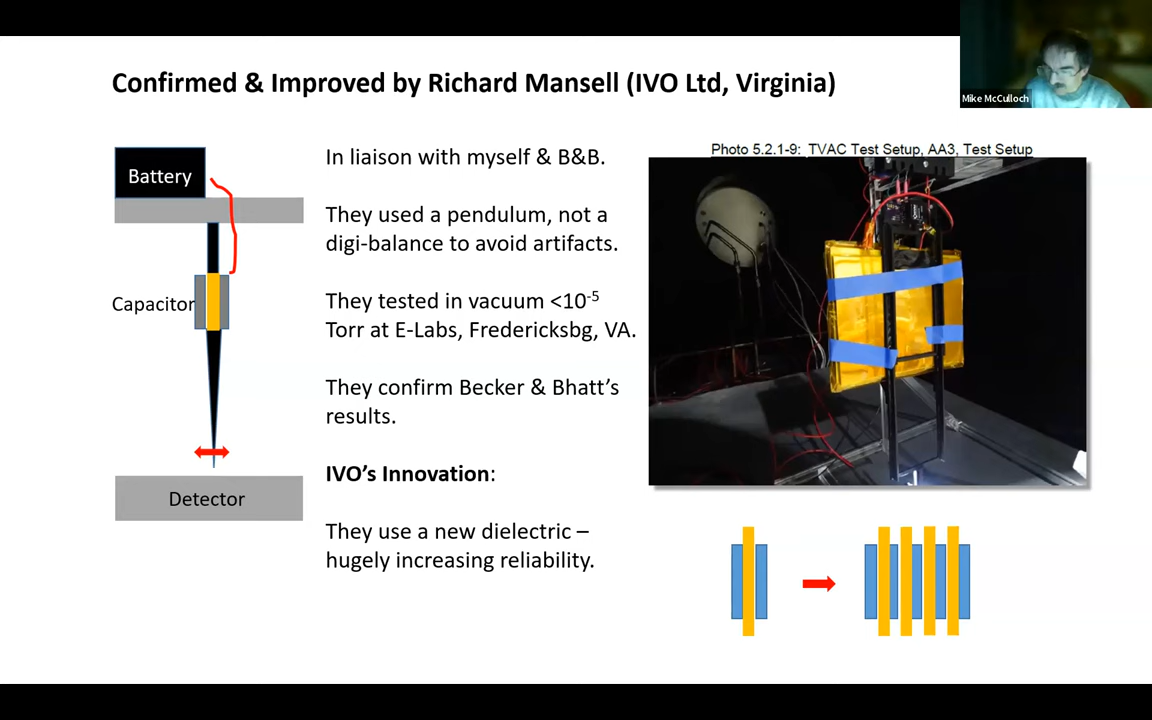 Confirmed & Improved by Richard Mansell (IVO Ltd, Virginia)
Mike McCulloch
Battery
Capacitor
Detector
In liaison with myself & B&B.
They used a pendulum, not a
digi-balance to avoid artifacts.
They tested in vacuum <10⁻⁵
Torr at E-Labs, Fredericksbg, VA.
They confirm Becker & Bhatt’s
results.
IVO’s Innovation:
They use a new dielectric –
hugely increasing reliability.
Photo 5.2.1-9: TVAC Test Setup, AA3, Test Setup